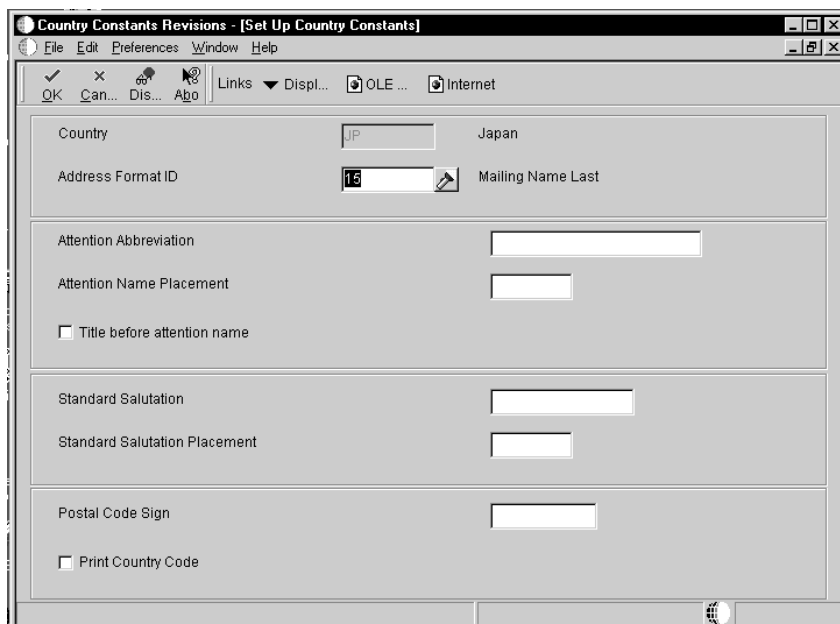 Country Constants Revisions - [Set Up Country Constants]
File Edit Preferences Window Help
OK Can... Dis... Abo Links Displ... OLE ... Internet
Country JP Japan
Address Format ID 15 Mailing Name Last
Attention Abbreviation
Attention Name Placement
Title before attention name
Standard Salutation
Standard Salutation Placement
Postal Code Sign
Print Country Code